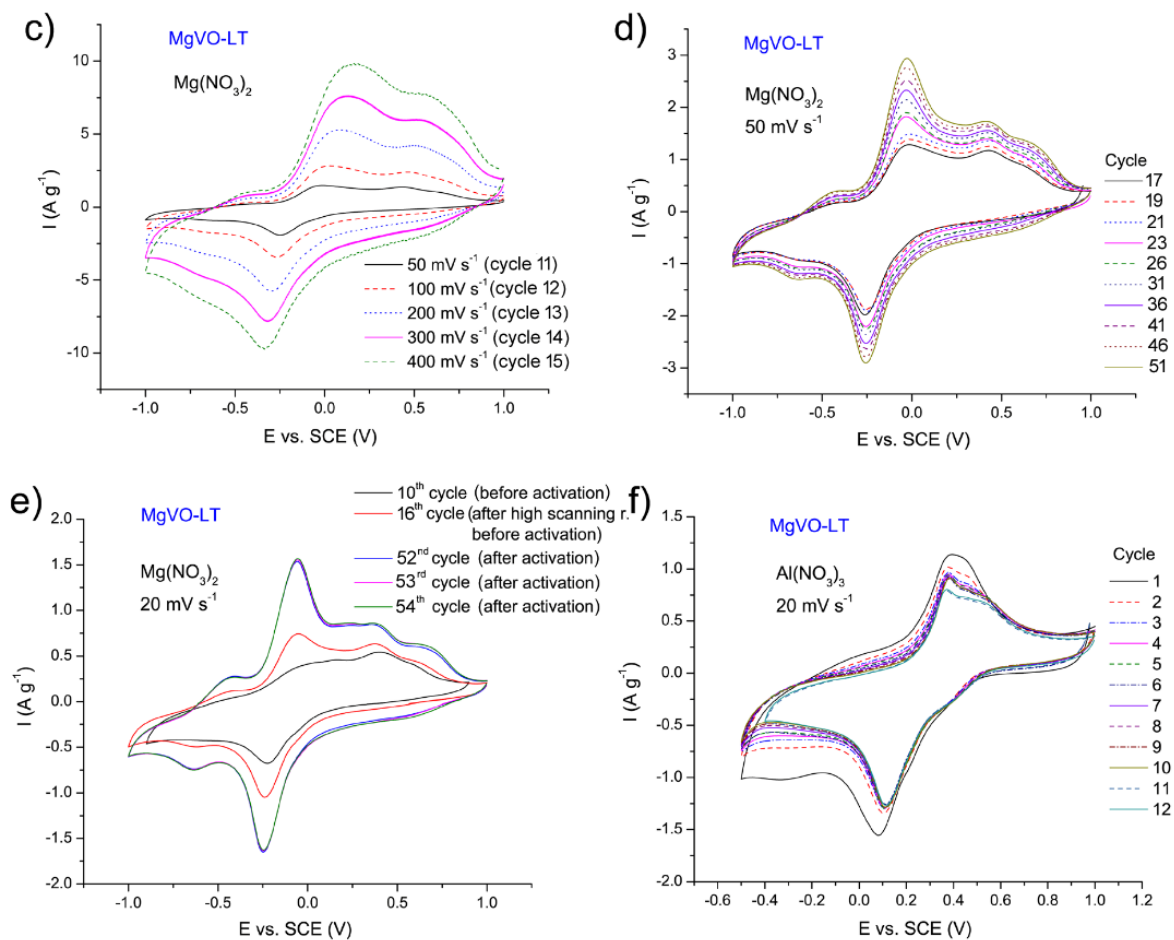 c)
MgVO-LT
Mg(NO3)2
I (A g-1)
10
5
0
-5
-10
50 mV s-1 (cycle 11)
100 mV s-1 (cycle 12)
200 mV s-1 (cycle 13)
300 mV s-1 (cycle 14)
400 mV s-1 (cycle 15)
-1.0 -0.5 0.0 0.5 1.0
E vs. SCE (V)
d)
MgVO-LT
Mg(NO3)2
50 mV s-1
I (A g-1)
3
2
1
0
-1
-2
-3
Cycle
17
19
21
23
26
31
36
41
46
51
-1.0 -0.5 0.0 0.5 1.0
E vs. SCE (V)
e)
MgVO-LT
Mg(NO3)2
20 mV s-1
10th cycle (before activation)
16th cycle (after high scanning r.
before activation)
52nd cycle (after activation)
53rd cycle (after activation)
54th cycle (after activation)
I (A g-1)
2.0
1.5
1.0
0.5
0.0
-0.5
-1.0
-1.5
-2.0
-1.0 -0.5 0.0 0.5 1.0
E vs. SCE (V)
f)
MgVO-LT
Al(NO3)3
20 mV s-1
I (A g-1)
1.5
1.0
0.5
0.0
-0.5
-1.0
-1.5
-2.0
Cycle
1
2
3
4
5
6
7
8
9
10
11
12
-0.6 -0.4 -0.2 0.0 0.2 0.4 0.6 0.8 1.0 1.2
E vs. SCE (V)